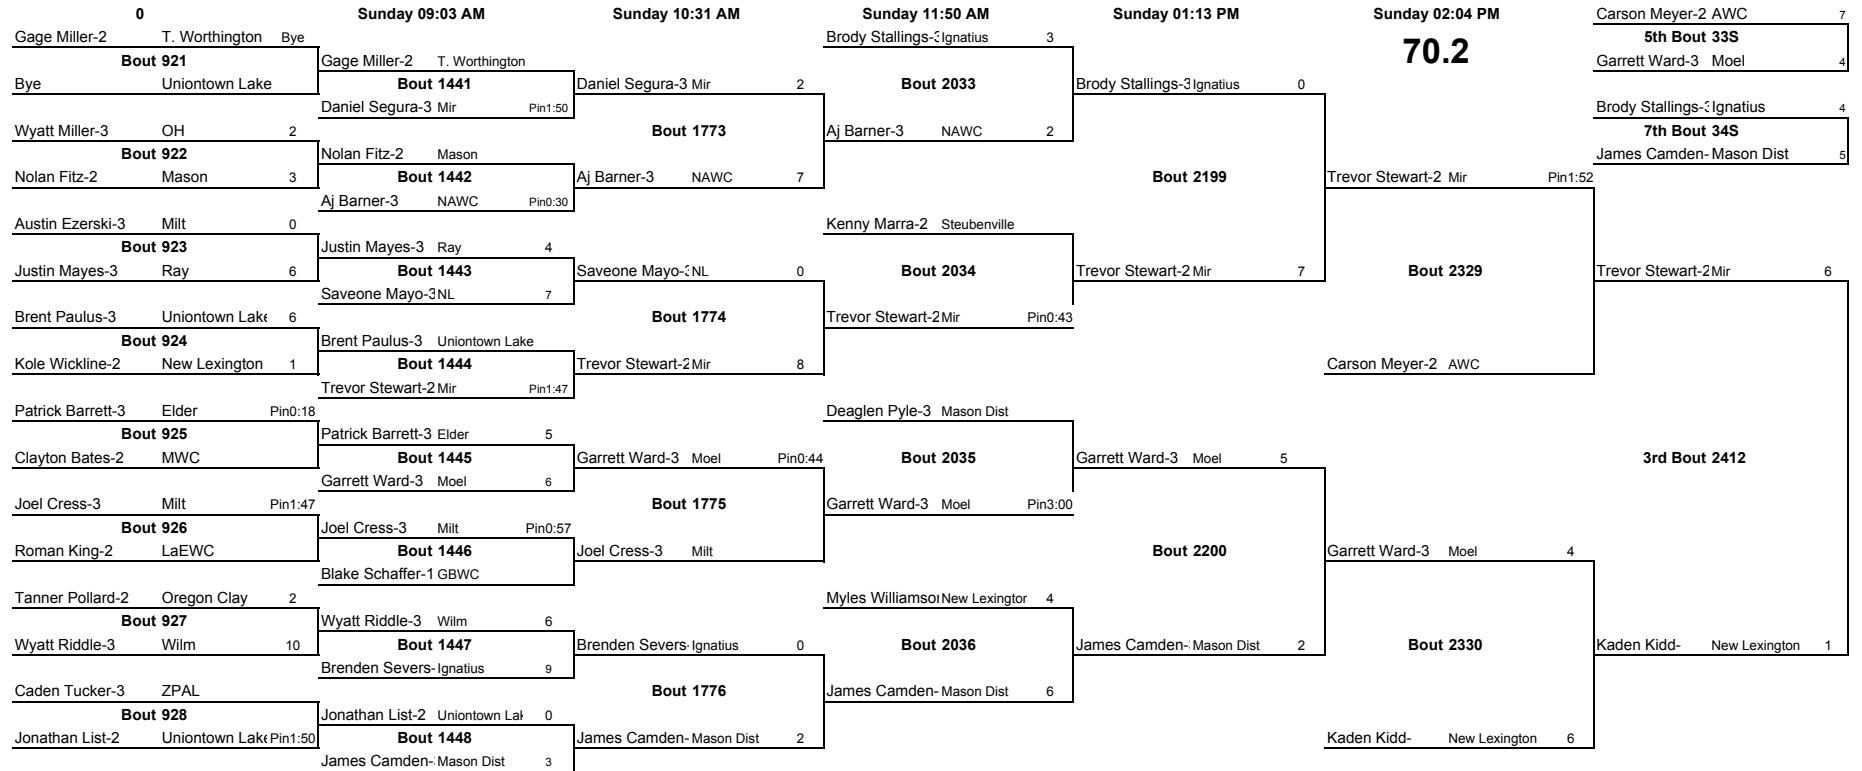 0 Sunday 09:03 AM Sunday 10:31 AM Sunday 11:50 AM Sunday 01:13 PM Sunday 02:04 PM Carson Meyer-2 AWC 7
Gage Miller-2 T. Worthington Bye Brody Stallings-3 Ignatius 3 5th Bout 33S
70.2
Bout 921 Gage Miller-2 T. Worthington Garrett Ward-3 Moel 4
Bye Uniontown Lake Bout 1441 Daniel Segura-3 Mir 2 Bout 2033 Brody Stallings-3 Ignatius 0
Daniel Segura-3 Mir Pin1:50 Brody Stallings-3 Ignatius 4
Wyatt Miller-3 OH 2 Bout 1773 Aj Barner-3 NAWC 2 7th Bout 34S
Bout 922 Nolan Fitz-2 Mason James Camden- Mason Dist 5
Nolan Fitz-2 Mason 3 Bout 1442 Aj Barner-3 NAWC 7 Bout 2199 Trevor Stewart-2 Mir Pin1:52
Aj Barner-3 NAWC Pin0:30
Austin Ezerski-3 Milt 0 Kenny Marra-2 Steubenville
Bout 923 Justin Mayes-3 Ray 4
Justin Mayes-3 Ray 6 Bout 1443 Saveone Mayo-3 NL 0 Bout 2034 Trevor Stewart-2 Mir 7 Bout 2329 Trevor Stewart-2 Mir 6
Saveone Mayo-3 NL 7
Brent Paulus-3 Uniontown Lake 6 Bout 1774 Trevor Stewart-2 Mir Pin0:43
Bout 924 Brent Paulus-3 Uniontown Lake
Kole Wickline-2 New Lexington 1 Bout 1444 Trevor Stewart-2 Mir 8 Carson Meyer-2 AWC
Trevor Stewart-2 Mir Pin1:47
Patrick Barrett-3 Elder Pin0:18 Deaglen Pyle-3 Mason Dist
Bout 925 Patrick Barrett-3 Elder 5
Clayton Bates-2 MWC Bout 1445 Garrett Ward-3 Moel Pin0:44 Bout 2035 Garrett Ward-3 Moel 5 3rd Bout 2412
Garrett Ward-3 Moel 6
Joel Cress-3 Milt Pin1:47 Bout 1775 Garrett Ward-3 Moel Pin3:00
Bout 926 Joel Cress-3 Milt Pin0:57
Roman King-2 LaEWC Bout 1446 Joel Cress-3 Milt Bout 2200 Garrett Ward-3 Moel 4
Blake Schaffer-1 GBWC
Tanner Pollard-2 Oregon Clay 2 Myles Williamso New Lexington 4
Bout 927 Wyatt Riddle-3 Wilm 6
Wyatt Riddle-3 Wilm 10 Bout 1447 Brenden Severs- Ignatius 0 Bout 2036 James Camden- Mason Dist 2 Bout 2330 Kaden Kidd- New Lexington 1
Brenden Severs- Ignatius 9
Caden Tucker-3 ZPAL Bout 1776 James Camden- Mason Dist 6
Bout 928 Jonathan List-2 Uniontown Lak 0
Jonathan List-2 Uniontown Lake Pin1:50 Bout 1448 James Camden- Mason Dist 2 Kaden Kidd- New Lexington 6
James Camden- Mason Dist 3